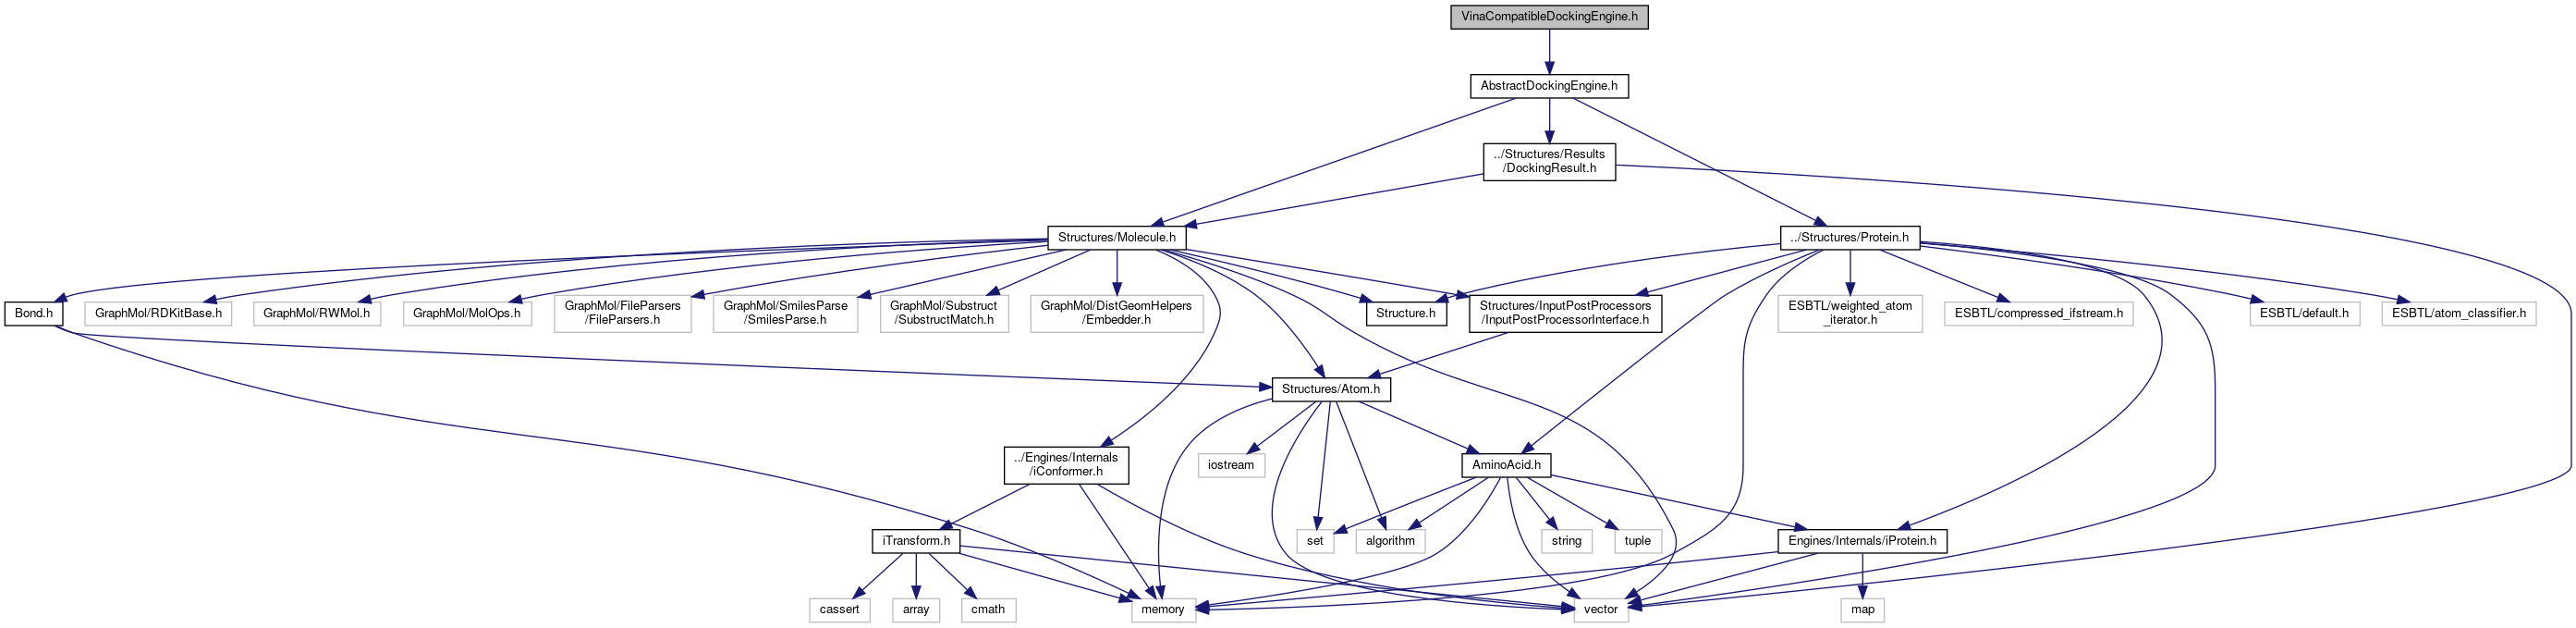 VinaCompatibleDockingEngine.h
AbstractDockingEngine.h
../Structures/Results
/DockingResult.h
Structures/Molecule.h
../Structures/Protein.h
Bond.h
GraphMol/RDKitBase.h
GraphMol/RWMol.h
GraphMol/MolOps.h
GraphMol/FileParsers
/FileParsers.h
GraphMol/SmilesParse
/SmilesParse.h
GraphMol/Substruct
/SubstructMatch.h
GraphMol/DistGeomHelpers
/Embedder.h
Structure.h
Structures/InputPostProcessors
/InputPostProcessorInterface.h
ESBTL/weighted_atom
_iterator.h
ESBTL/compressed_ifstream.h
ESBTL/default.h
ESBTL/atom_classifier.h
Structures/Atom.h
../Engines/Internals
/iConformer.h
iostream
AminoAcid.h
iTransform.h
set
algorithm
string
tuple
Engines/Internals/iProtein.h
cassert
array
cmath
memory
vector
map